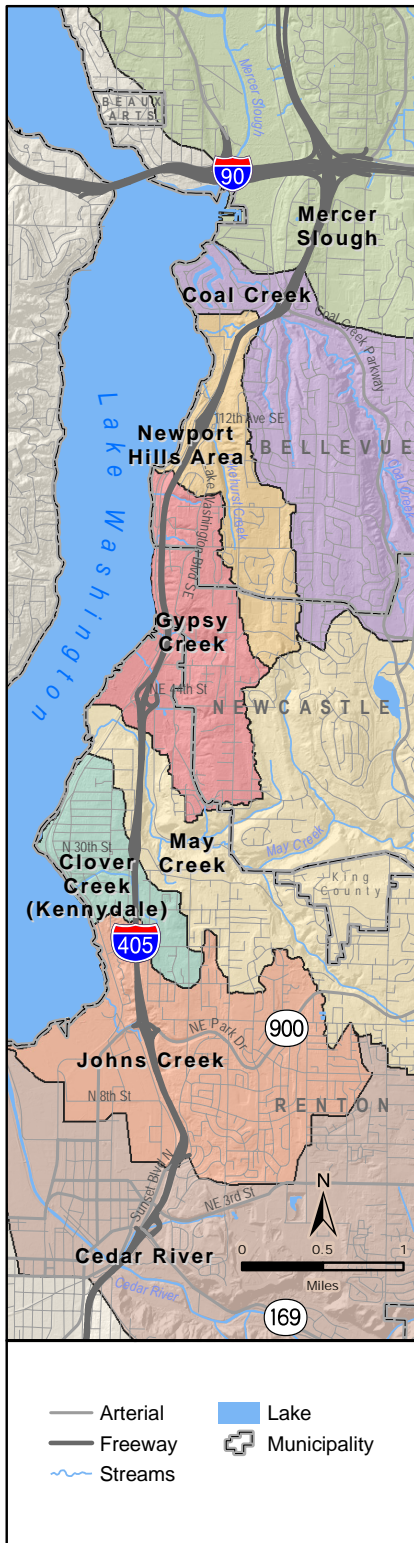 BEAUX
ARTS
Mercer Slough
90
Mercer
Slough
Coal Creek
Coal Creek Parkway
112th Ave SE
Newport
Hills Area
BELLEVUE
Coal Creek
Lake Washington
Lake Washington Blvd SE
Gypsy
Creek
NE 44th St
NEWCASTLE
N 30th St
May
Creek
May Creek
Clover
Creek
(Kennydale)
King
County
405
900
NE Park Dr
Johns Creek
N 8th St
RENTON
Sunset Blvd N
NE 3rd St
N
Cedar River
0 0.5 1
Miles
Cedar River
169
Arterial
Freeway
Streams
Lake
Municipality